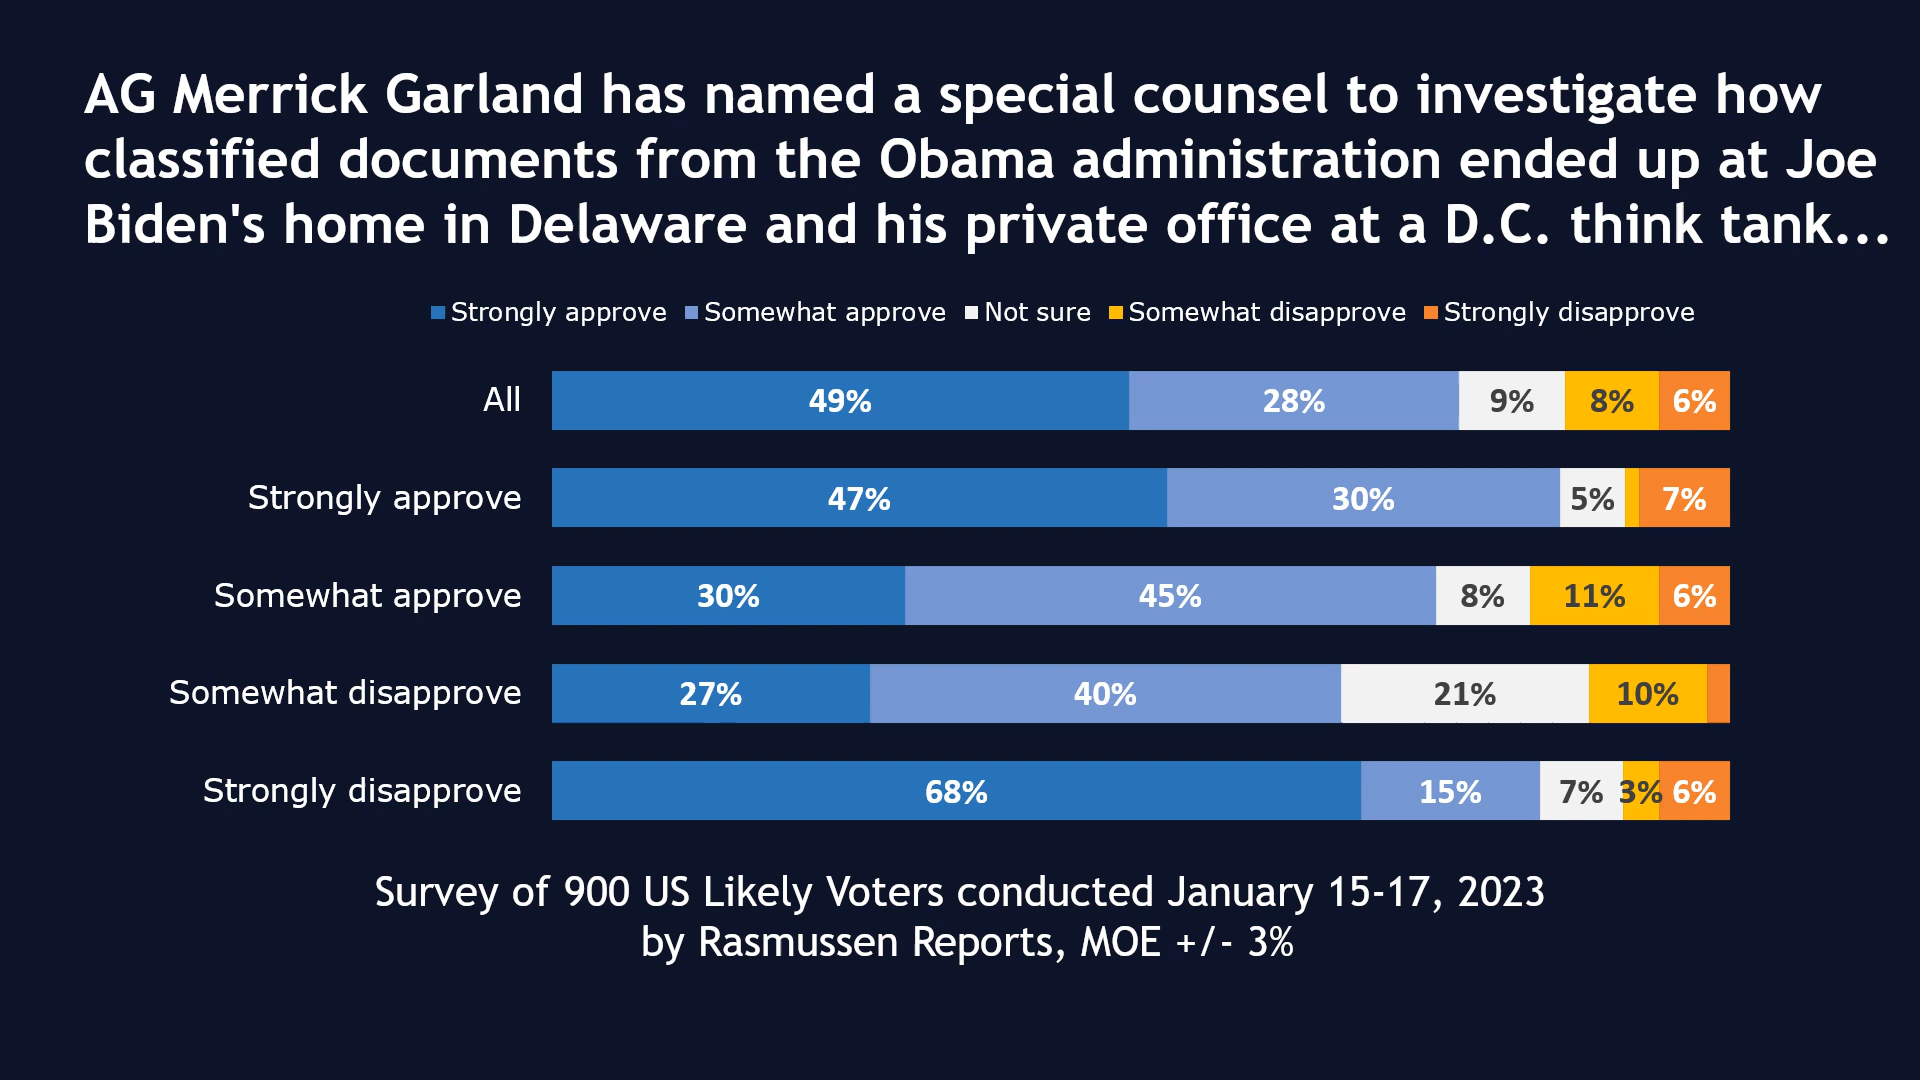 AG Merrick Garland has named a special counsel to investigate how
classified documents from the Obama administration ended up at Joe
Biden's home in Delaware and his private office at a D.C. think tank...
Strongly approve Somewhat approve Not sure Somewhat disapprove Strongly disapprove
All 49% 28% 9% 8% 6%
Strongly approve 47% 30% 5% 7%
Somewhat approve 30% 45% 8% 11% 6%
Somewhat disapprove 27% 40% 21% 10%
Strongly disapprove 68% 15% 7% 3% 6%
Survey of 900 US Likely Voters conducted January 15-17, 2023
by Rasmussen Reports, MOE +/- 3%